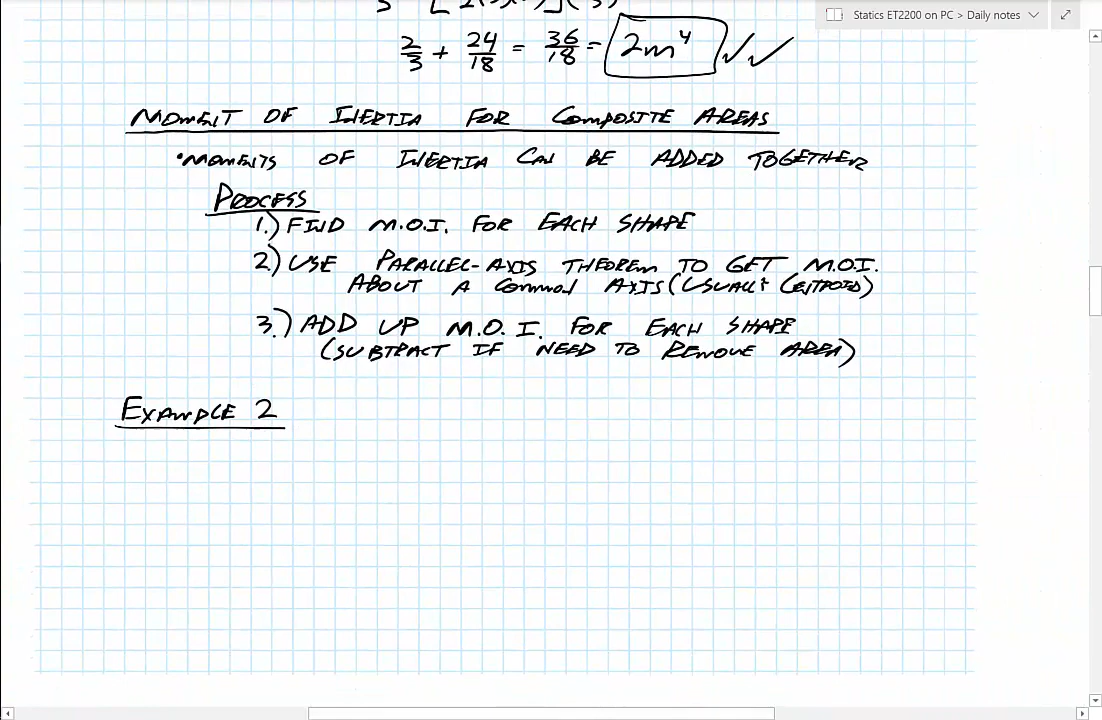 Statics ET2200 on PC > Daily notes
2/3 + 24/18 = 36/18 = 2m⁴
MOMENT OF INERTIA FOR COMPOSITE AREAS
•MOMENTS OF INERTIA CAN BE ADDED TOGETHER
PROCESS
1.) FIND M.O.I. FOR EACH SHAPE
2.) USE PARALLEL-AXIS THEOREM TO GET M.O.I.
ABOUT A COMMON AXIS (USUALLY CENTROID)
3.) ADD UP M.O.I. FOR EACH SHAPE
(SUBTRACT IF NEED TO REMOVE AREA)
EXAMPLE 2